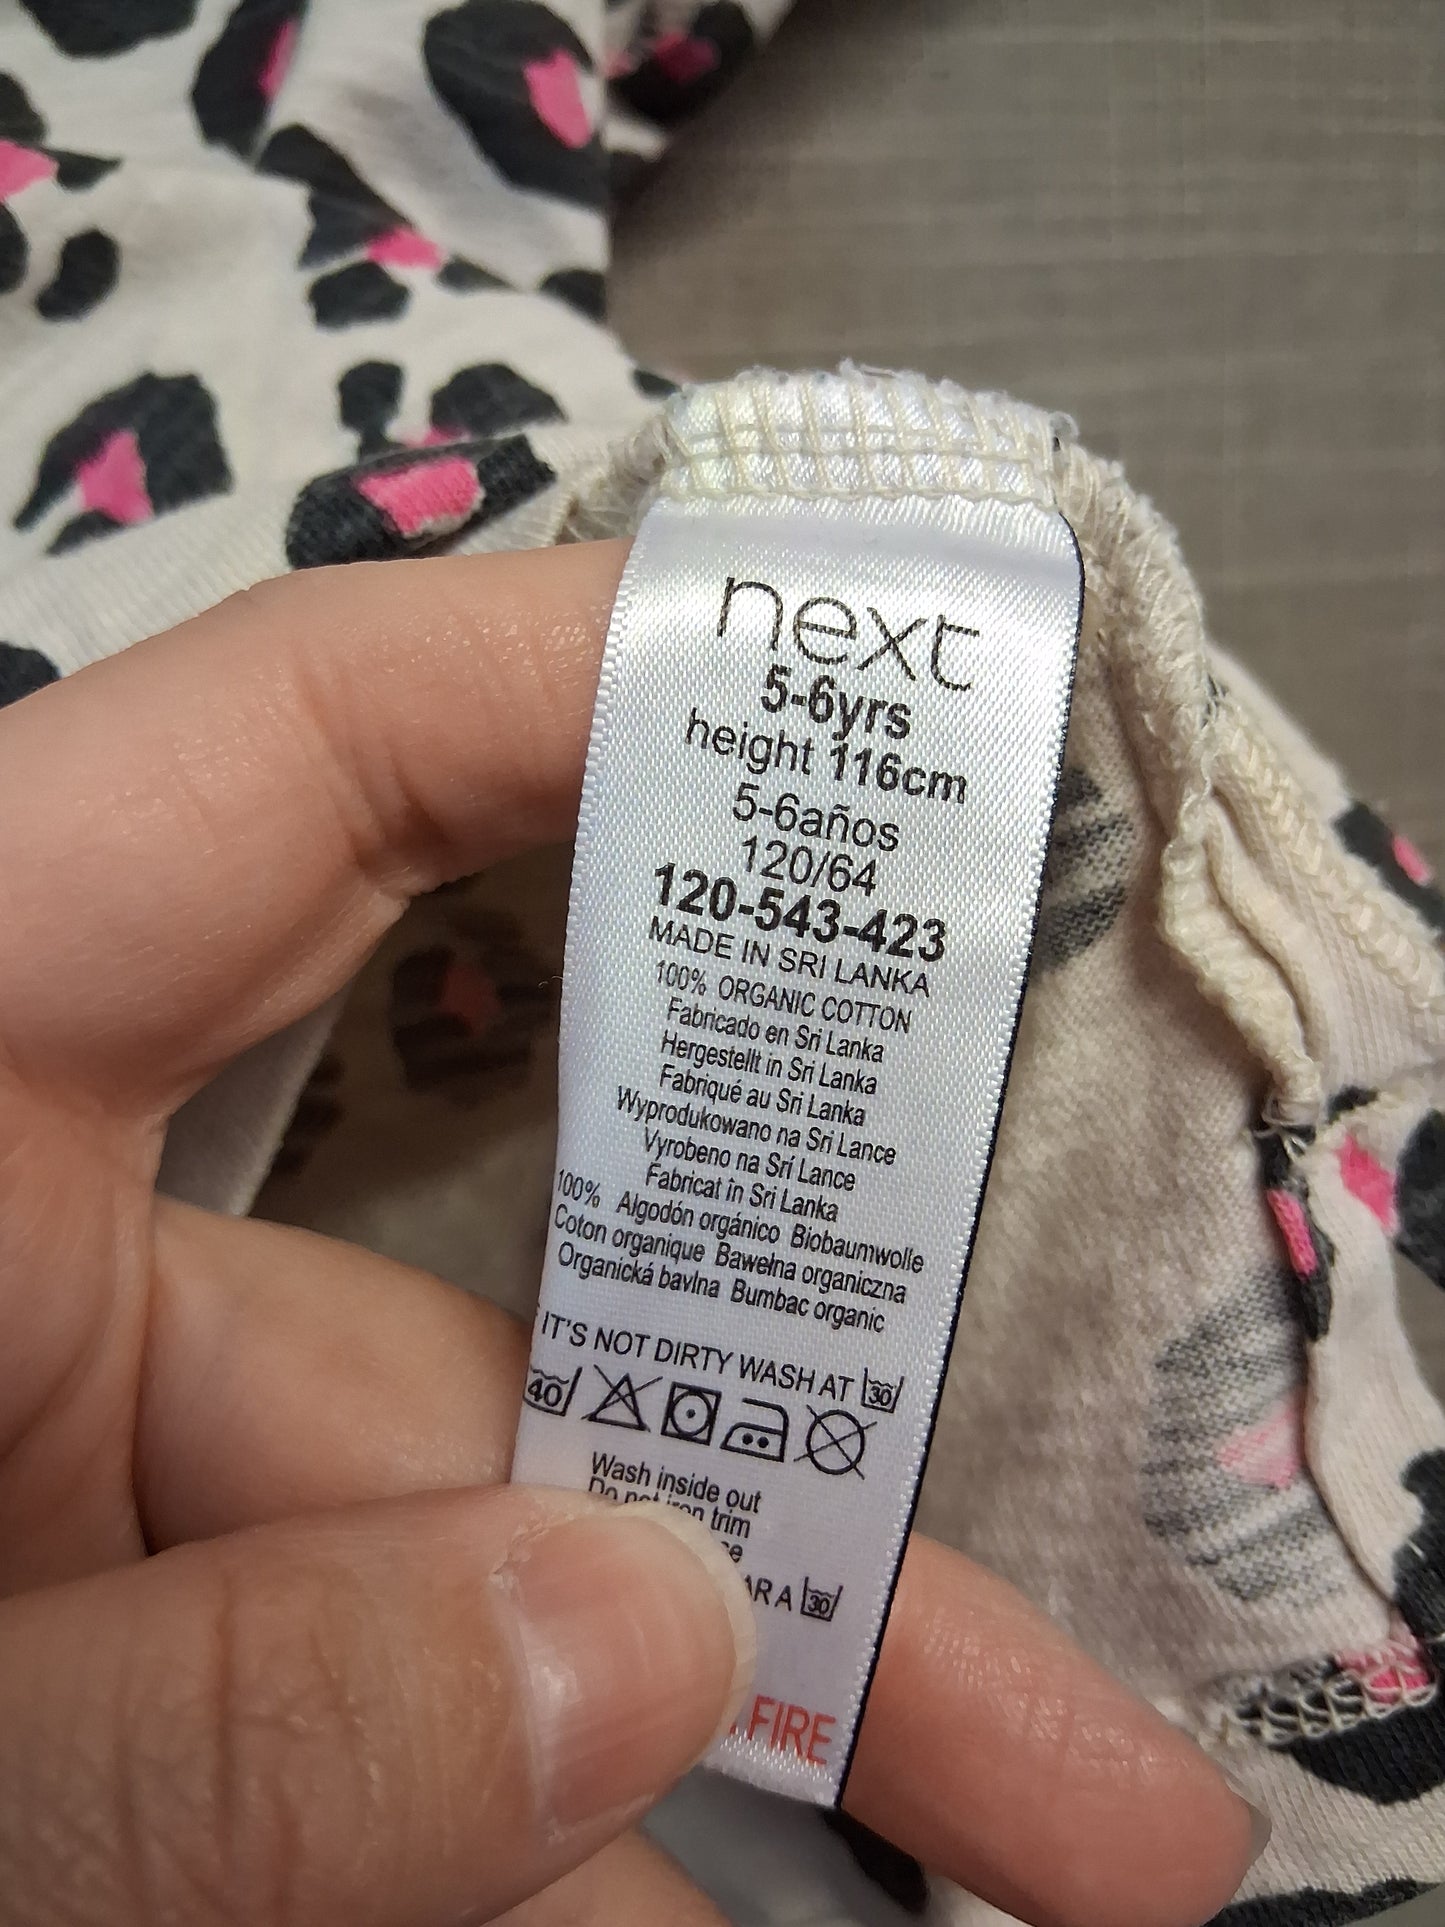 next
5-6yrs
height 116cm
5-6años
120/64
120-543-423
MADE IN SRI LANKA
100% ORGANIC COTTON
Fabricado en Sri Lanka
Hergestellt in Sri Lanka
Fabriqué au Sri Lanka
Wyprodukowano na Sri Lance
Vyrobeno na Srí Lance
Fabricat în Sri Lanka
100% Algodón orgánico Biobaumwolle
Coton organique Bawełna organiczna
Organická bavlna Bumbac organic
IT'S NOT DIRTY WASH AT 30
40
Wash inside out
Do not iron trim
AR A 30
FIRE